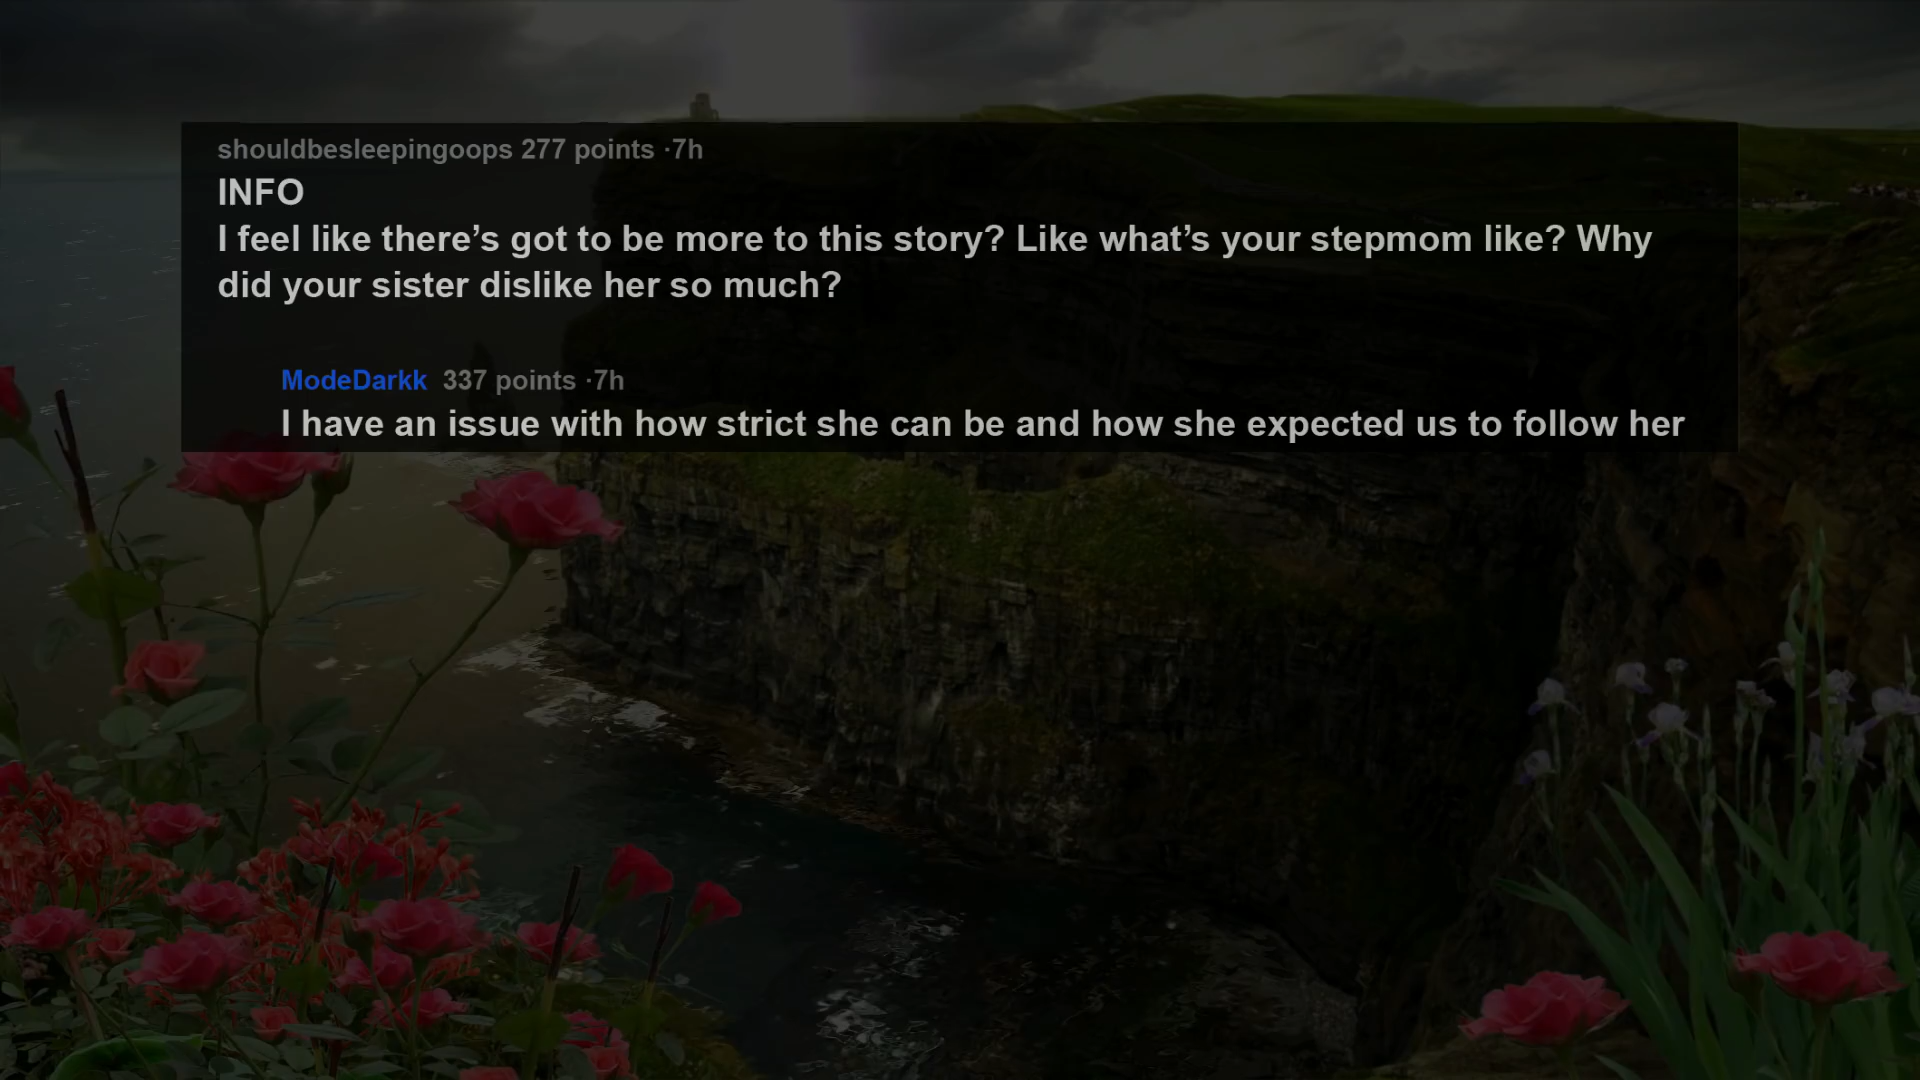 shouldbesleepingoops 277 points ·7h
INFO
I feel like there’s got to be more to this story? Like what’s your stepmom like? Why
did your sister dislike her so much?
ModeDarkk 337 points ·7h
I have an issue with how strict she can be and how she expected us to follow her